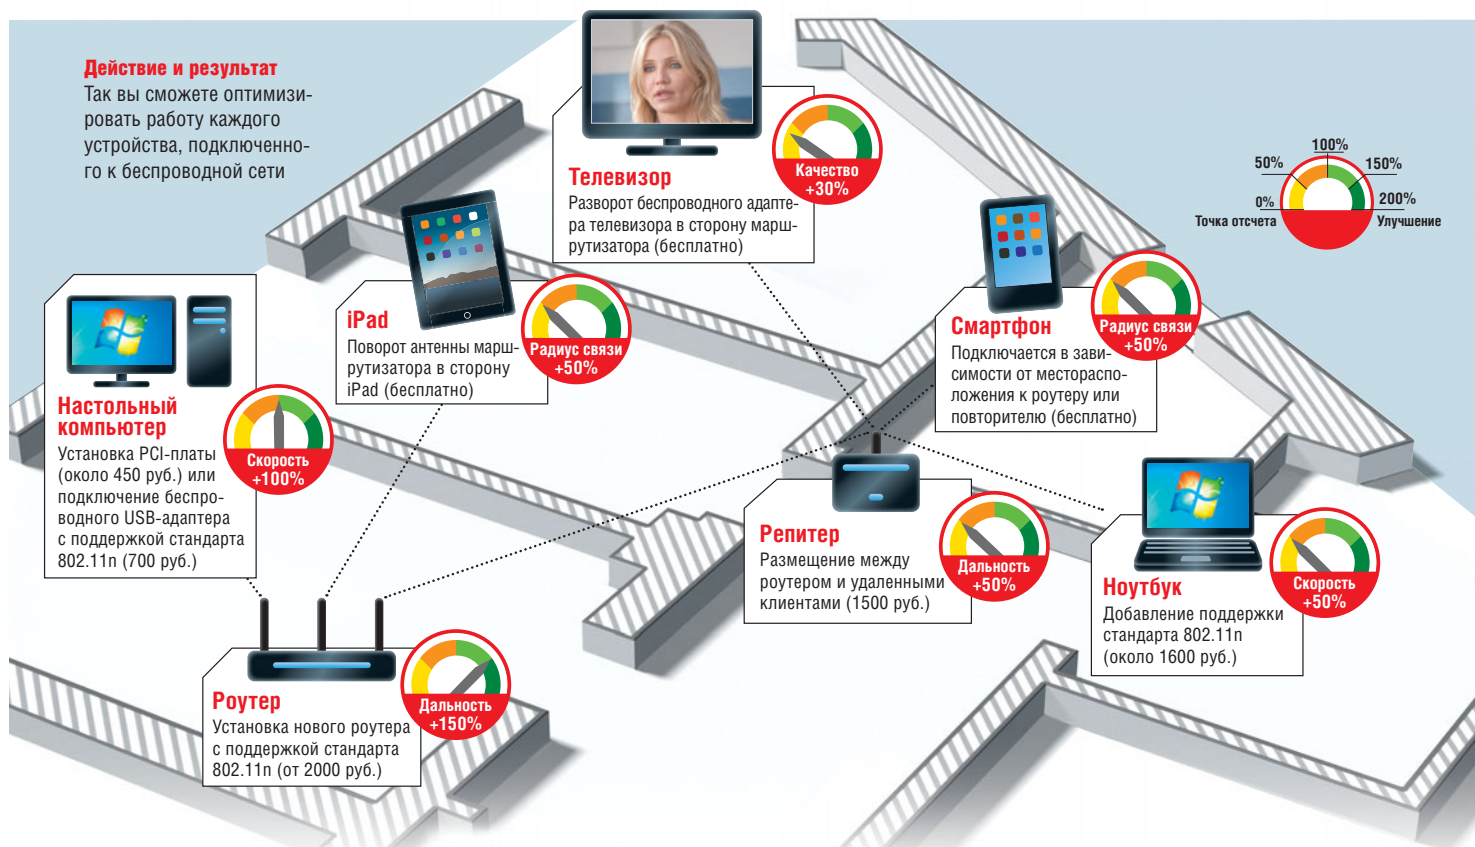 Действие и результат
Так вы сможете оптимизи-
ровать работу каждого
устройства, подключенно-
го к беспроводной сети
Телевизор
Разворот беспроводного адапте-
ра телевизора в сторону марш-
рутизатора (бесплатно)
Качество
+30%
100%
50%
150%
0%
200%
Точка отсчета
Улучшение
iPad
Поворот антенны марш-
рутизатора в сторону
iPad (бесплатно)
Радиус связи
+50%
Смартфон
Подключается в зави-
симости от месторaспо-
ложения к роутеру или
повторителю (бесплатно)
Радиус связи
+50%
Настольный
компьютер
Установка PCI-платы
(около 450 руб.) или
подключение беспро-
водного USB-адаптера
с поддержкой стандарта
802.11n (700 руб.)
Скорость
+100%
Репитер
Размещение между
роутером и удаленными
клиентами (1500 руб.)
Дальность
+50%
Ноутбук
Добавление поддержки
стандарта 802.11n
(около 1600 руб.)
Скорость
+50%
Роутер
Установка нового роутера
с поддержкой стандарта
802.11n (от 2000 руб.)
Дальность
+150%